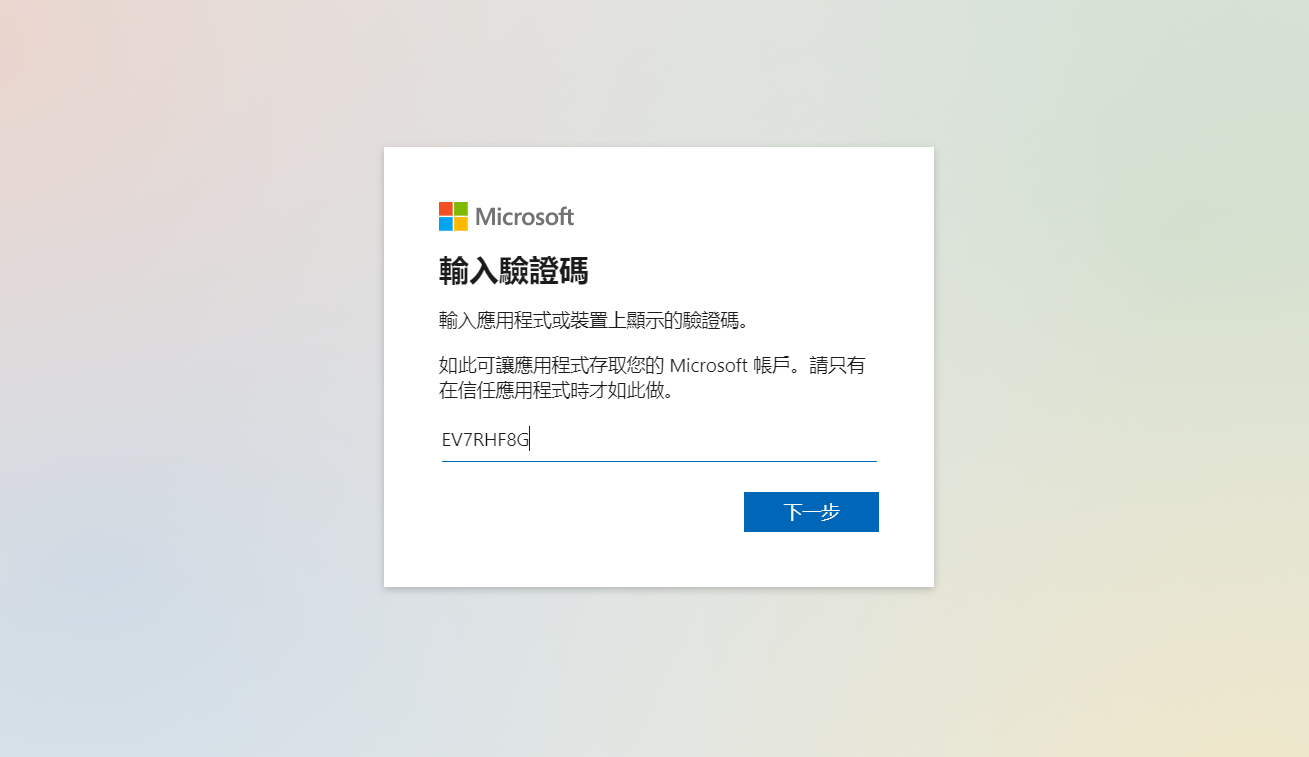 Microsoft
輸入驗證碼
輸入應用程式或裝置上顯示的驗證碼。
如此可讓應用程式存取您的 Microsoft 帳戶。請只有
在信任應用程式時才如此做。
EV7RHF8G
下一步